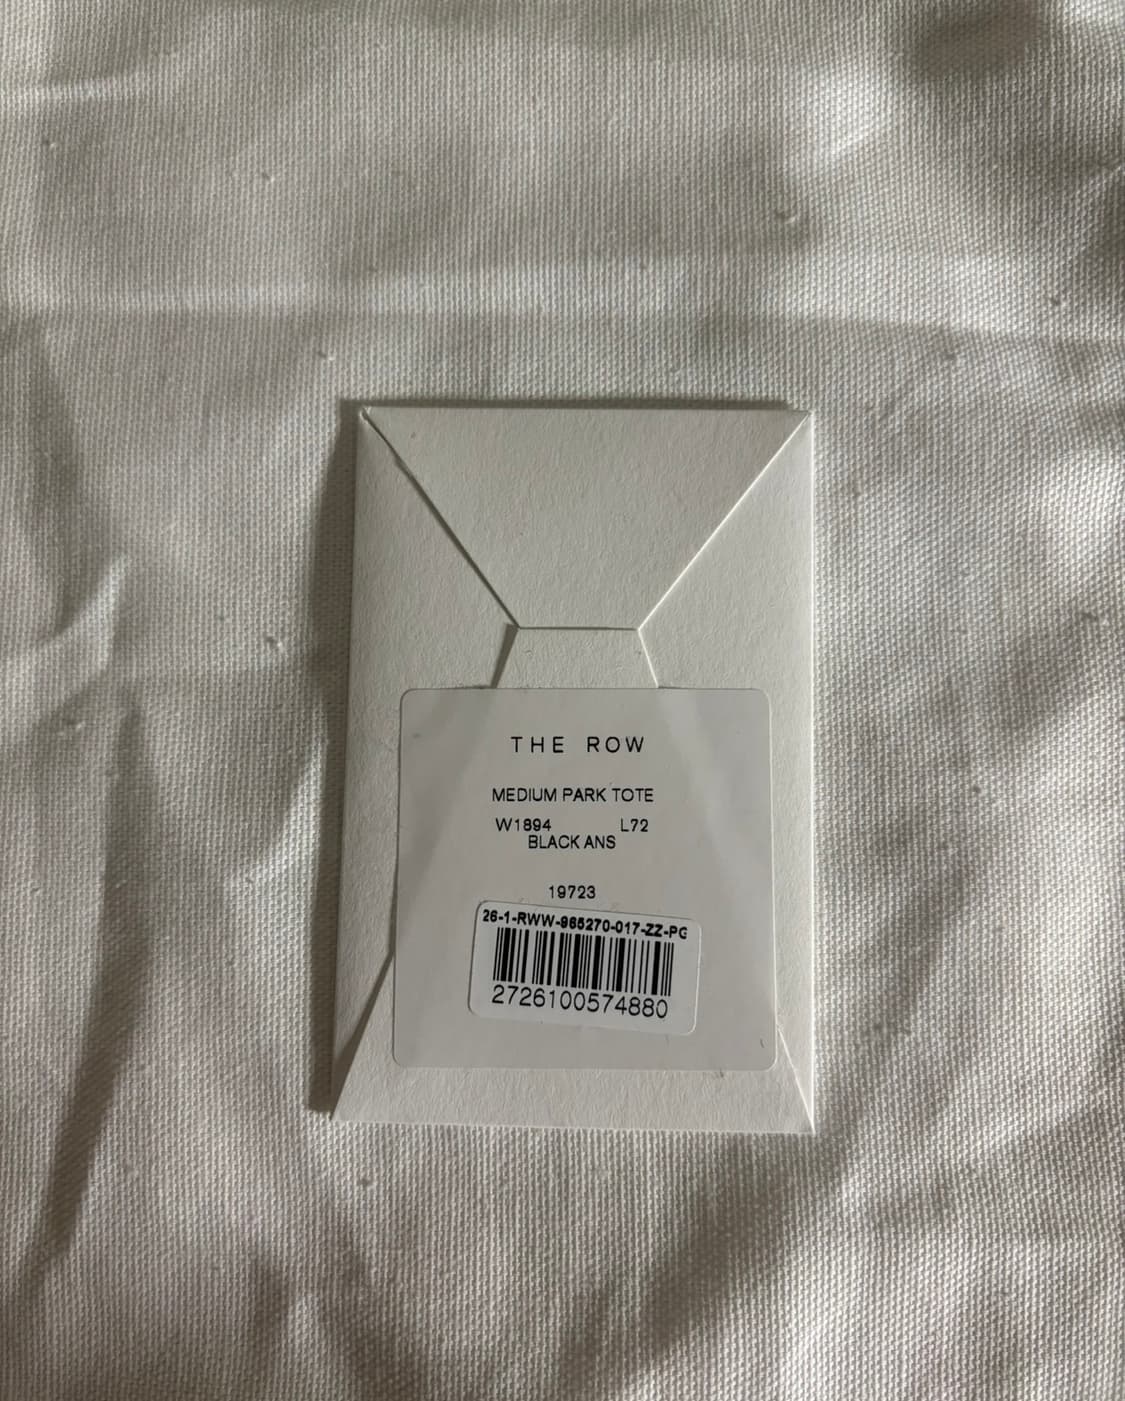 THE ROW
MEDIUM PARK TOTE
W1894 L72
BLACK ANS
19723
26-1-RWW-965270-017-ZZ-PG
2726100574880